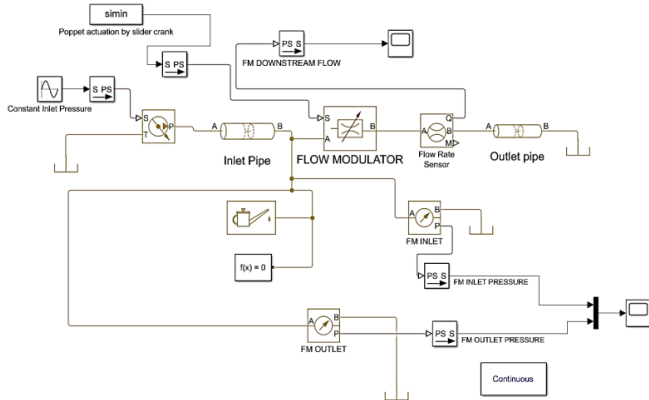 simin
Poppet actuation by slider crank
S PS
PS S
FM DOWNSTREAM FLOW
Constant Inlet Pressure
S PS
S
P
T
A
B
Inlet Pipe
S
A
B
FLOW MODULATOR
A
Q
B
M
Flow Rate
Sensor
A
B
Outlet pipe
f(x) = 0
A
B
P
FM INLET
PS S
FM INLET PRESSURE
A
B
P
FM OUTLET
PS S
FM OUTLET PRESSURE
Continuous